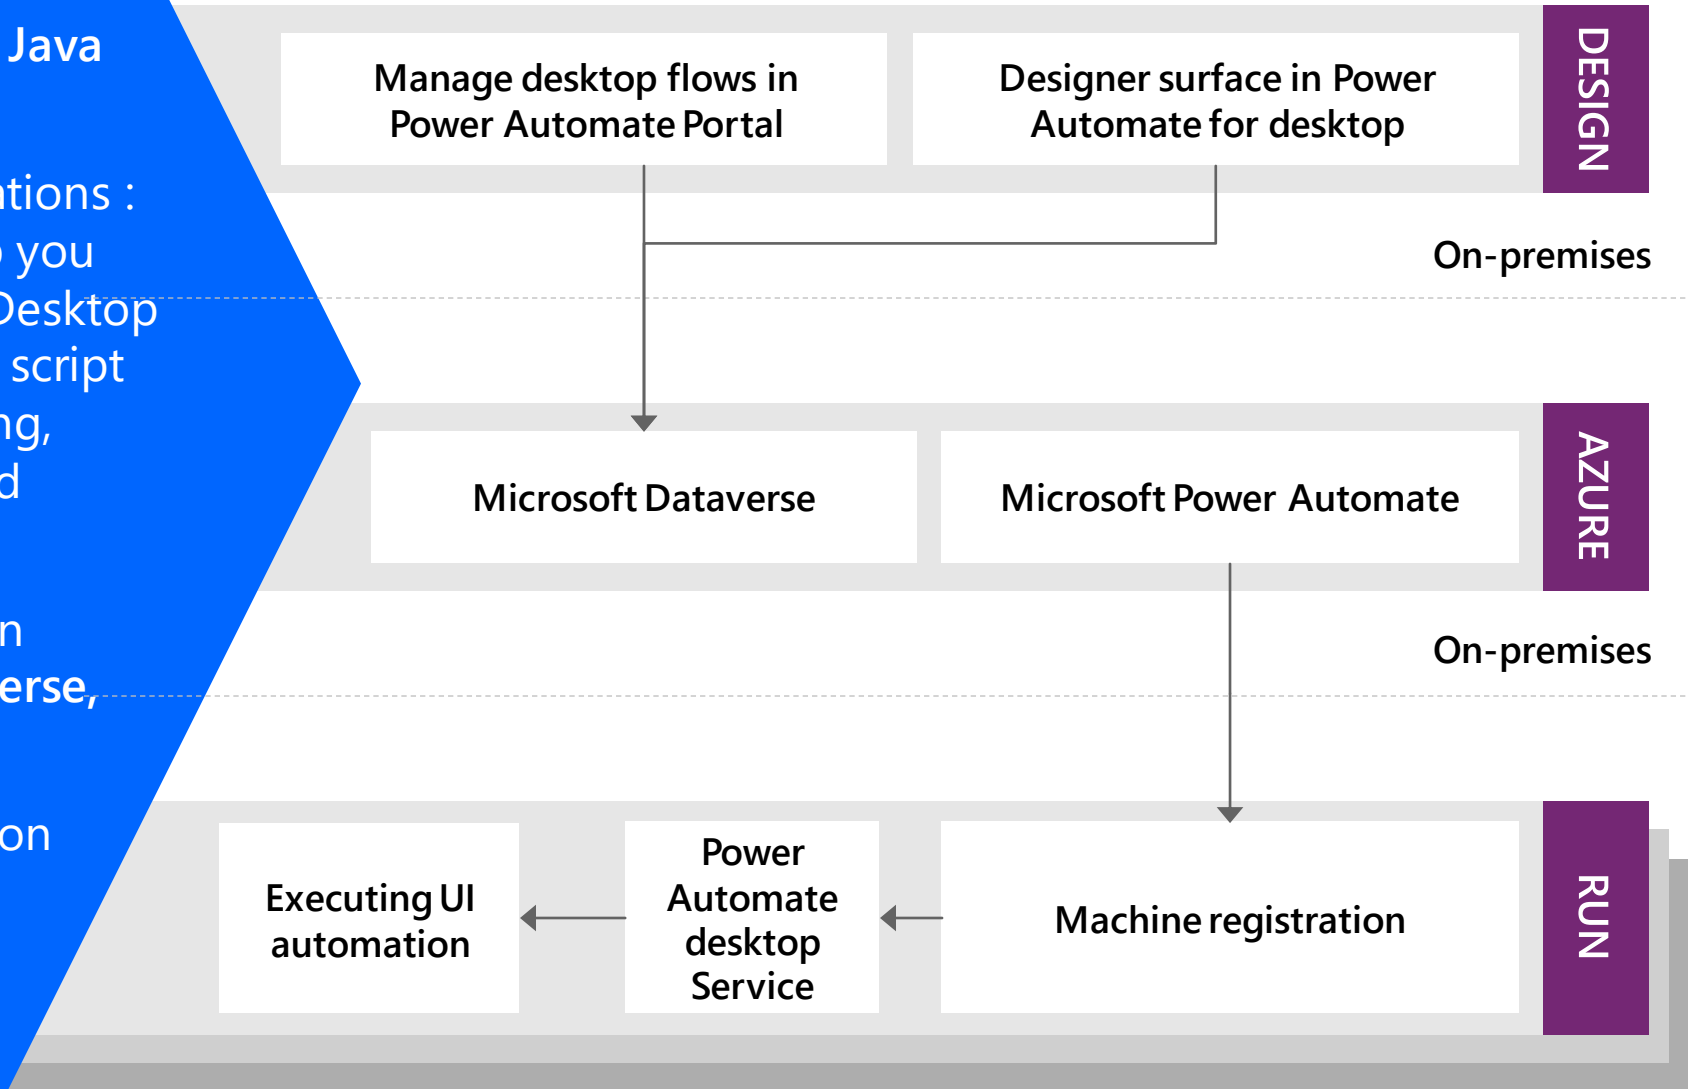 Java
tions :
you
Desktop
script
ng,
d
n
erse,
on
Manage desktop flows in
Power Automate Portal
Designer surface in Power
Automate for desktop
DESIGN
On-premises
Microsoft Dataverse
Microsoft Power Automate
AZURE
On-premises
Executing UI
automation
Power
Automate
desktop
Service
Machine registration
RUN